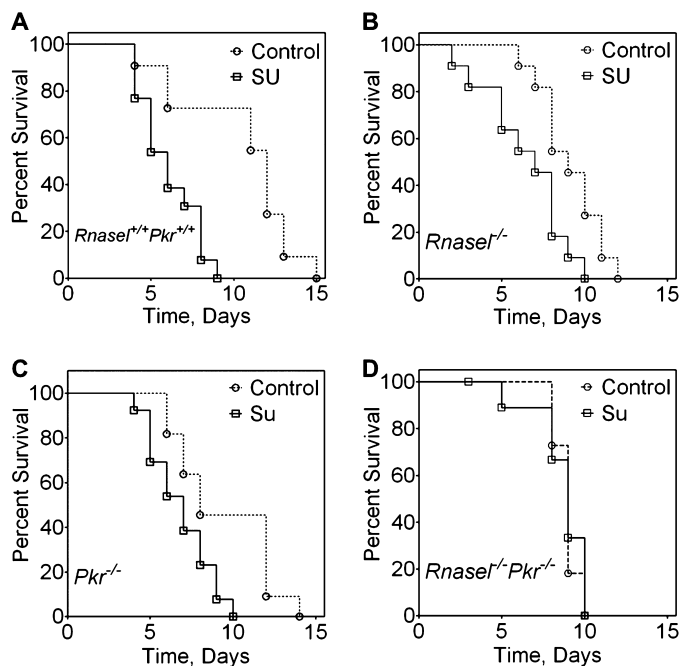 A
Percent Survival
100
80
60
40
20
0
Control
SU
Rnasel+/+Pkr+/+
0 5 10 15
Time, Days
B
Percent Survival
100
80
60
40
20
0
Control
SU
Rnasel-/-
0 5 10 15
Time, Days
C
Percent Survival
100
80
60
40
20
0
Control
Su
Pkr-/-
0 5 10 15
Time, Days
D
Percent Survival
100
80
60
40
20
0
Control
Su
Rnasel-/-Pkr-/-
0 5 10 15
Time, Days